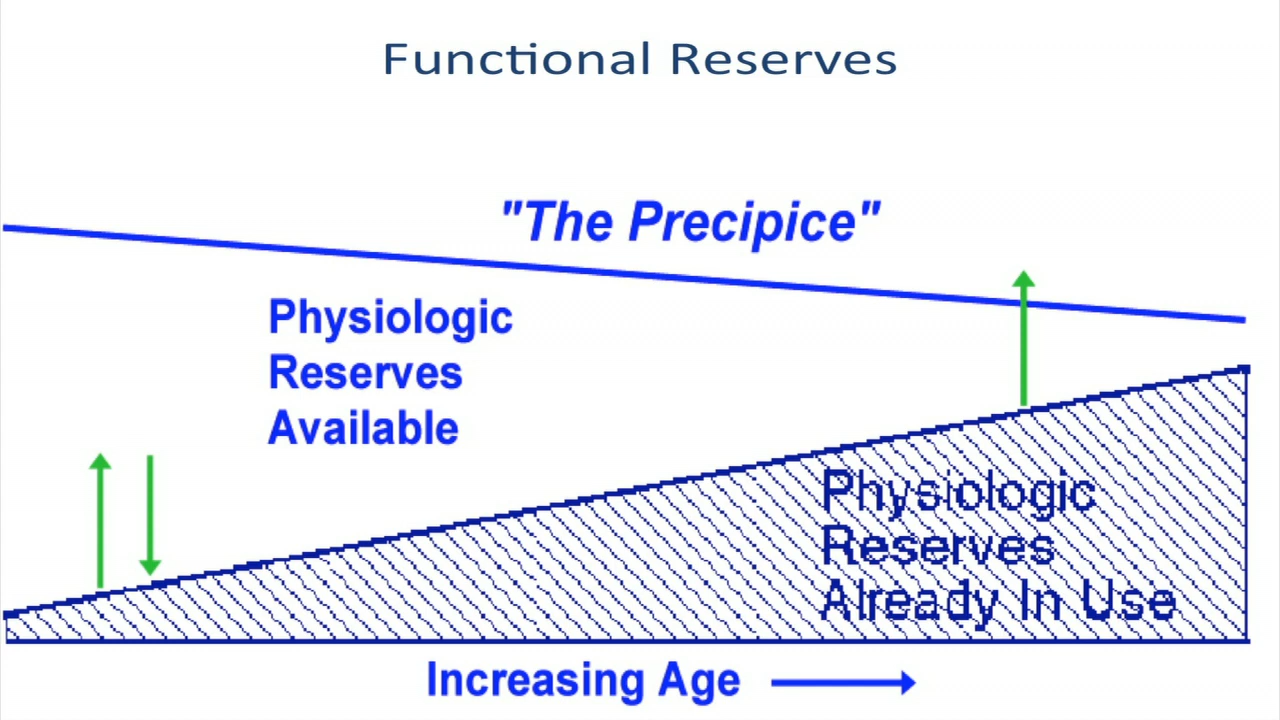 Functional Reserves
"The Precipice"
Physiologic
Reserves
Available
Physiologic
Reserves
Already In Use
Increasing Age